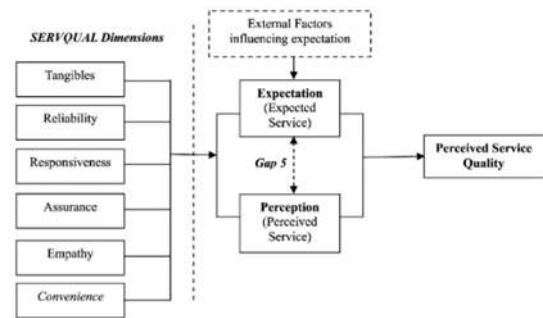 SERVQUAL Dimensions
Tangibles
Reliability
Responsiveness
Assurance
Empathy
Convenience
External Factors
influencing expectation
Expectation
(Expected
Service)
Gap 5
Perception
(Perceived
Service)
Perceived Service
Quality